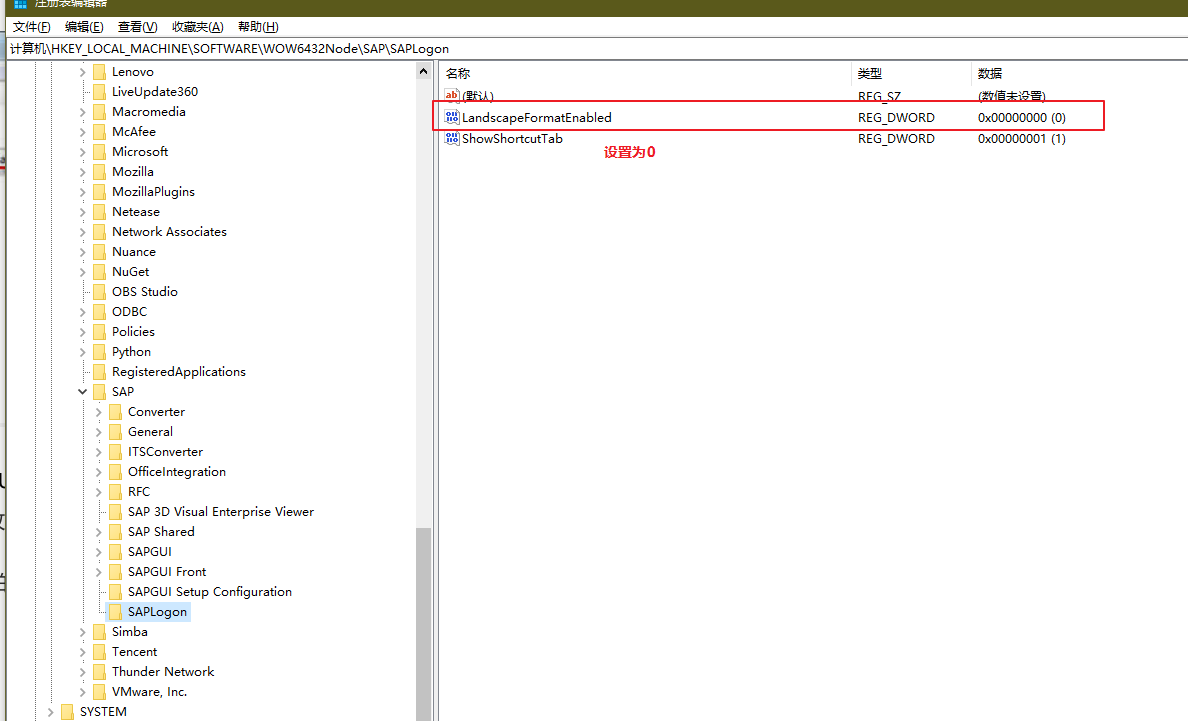 注册表编辑器
文件(F) 编辑(E) 查看(V) 收藏夹(A) 帮助(H)
计算机\HKEY_LOCAL_MACHINE\SOFTWARE\WOW6432Node\SAP\SAPLogon
Lenovo
LiveUpdate360
Macromedia
McAfee
Microsoft
Mozilla
MozillaPlugins
Netease
Network Associates
Nuance
NuGet
OBS Studio
ODBC
Policies
Python
RegisteredApplications
SAP
Converter
General
ITSConverter
OfficeIntegration
RFC
SAP 3D Visual Enterprise Viewer
SAP Shared
SAPGUI
SAPGUI Front
SAPGUI Setup Configuration
SAPLogon
Simba
Tencent
Thunder Network
VMware, Inc.
SYSTEM
名称 类型 数据
(默认) REG_SZ (数值未设置)
LandscapeFormatEnabled REG_DWORD 0x00000000 (0)
ShowShortcutTab REG_DWORD 0x00000001 (1)
设置为0